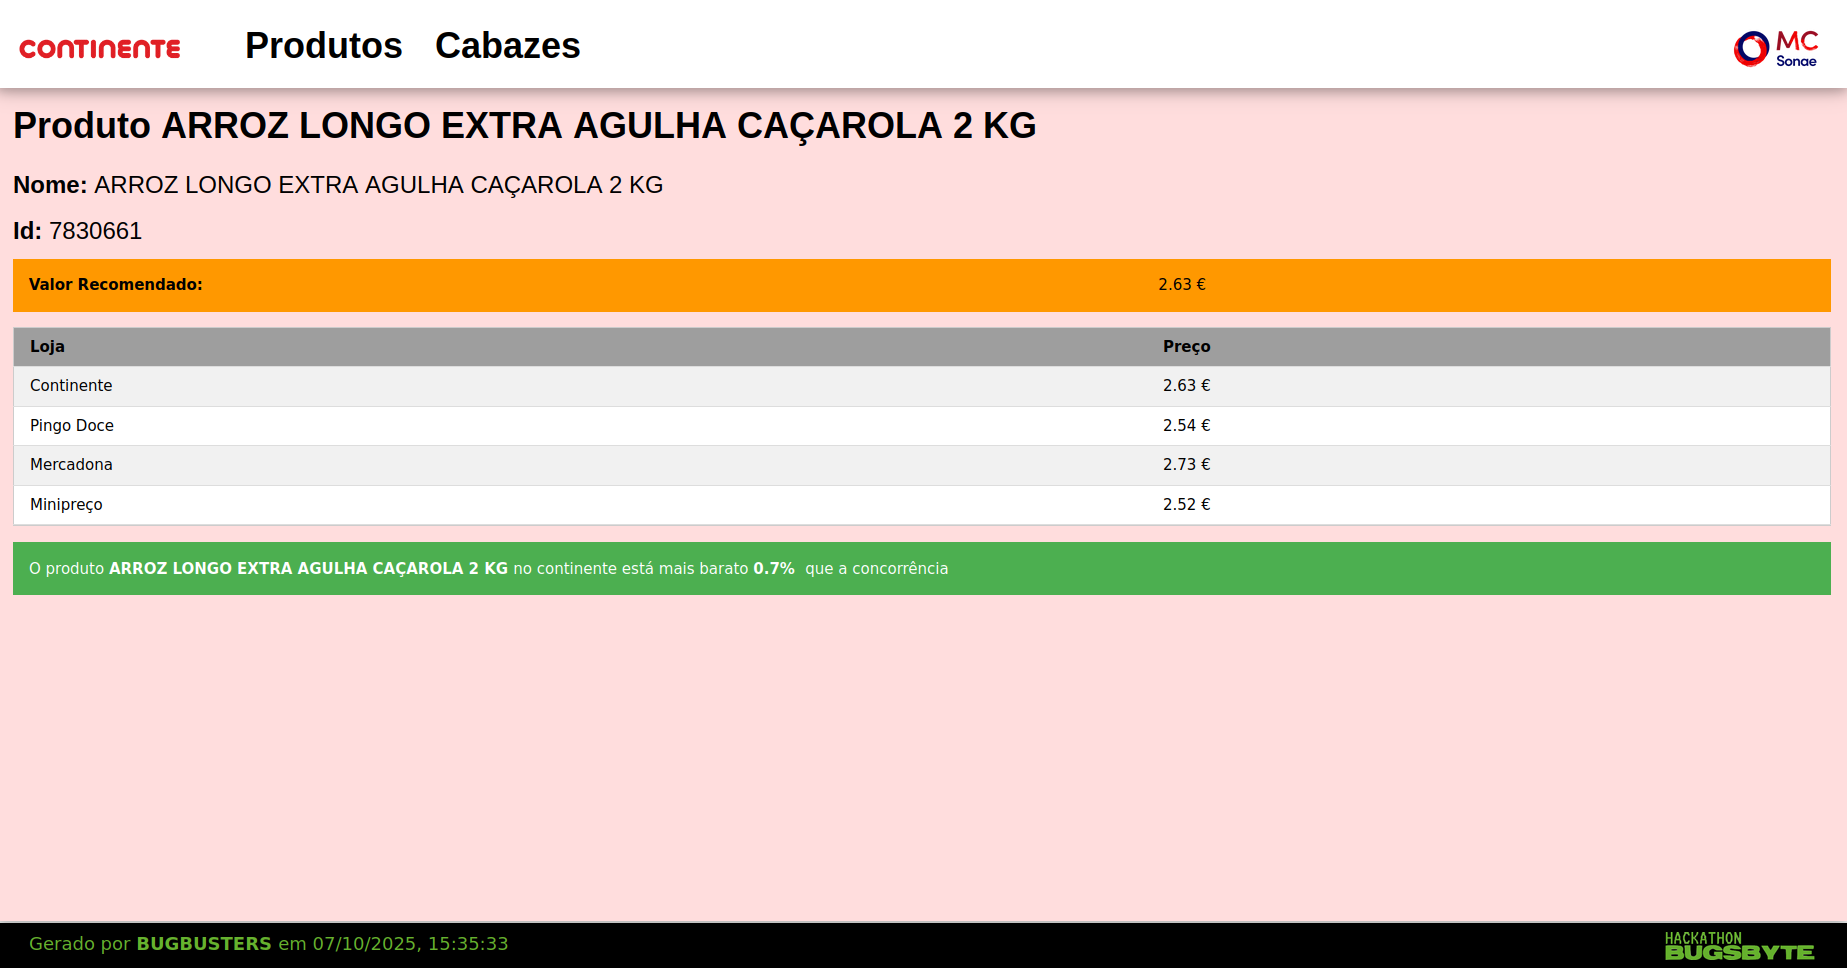 CONTINENTE Produtos Cabazes MC Sonae
Produto ARROZ LONGO EXTRA AGULHA CAÇAROLA 2 KG
Nome: ARROZ LONGO EXTRA AGULHA CAÇAROLA 2 KG
Id: 7830661
Valor Recomendado: 2.63 €
Loja Preço
Continente 2.63 €
Pingo Doce 2.54 €
Mercadona 2.73 €
Minipreço 2.52 €
O produto ARROZ LONGO EXTRA AGULHA CAÇAROLA 2 KG no continente está mais barato 0.7% que a concorrência
Gerado por BUGBUSTERS em 07/10/2025, 15:35:33
HACKATHON
BUGSBYTE